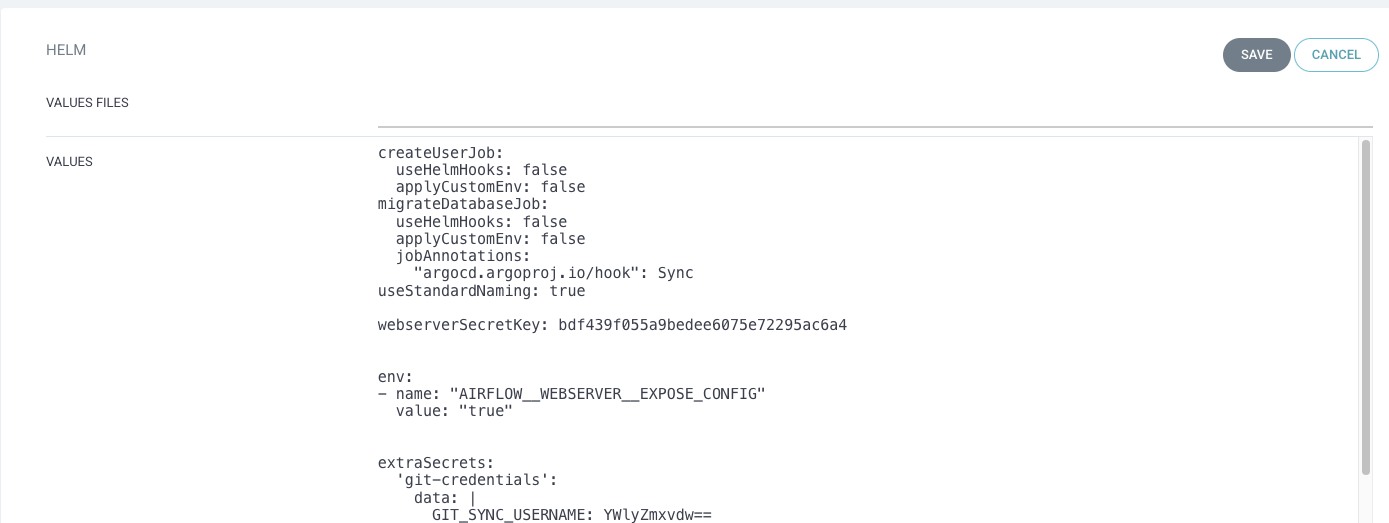 HELM
SAVE
CANCEL
VALUES FILES
VALUES
createUserJob:
  useHelmHooks: false
  applyCustomEnv: false
migrateDatabaseJob:
  useHelmHooks: false
  applyCustomEnv: false
  jobAnnotations:
    "argocd.argoproj.io/hook": Sync
useStandardNaming: true
webserverSecretKey: bdf439f055a9bedee6075e72295ac6a4
env:
- name: "AIRFLOW__WEBSERVER__EXPOSE_CONFIG"
  value: "true"
extraSecrets:
  'git-credentials':
    data: |
      GIT_SYNC_USERNAME: YWlyZmxvdw==